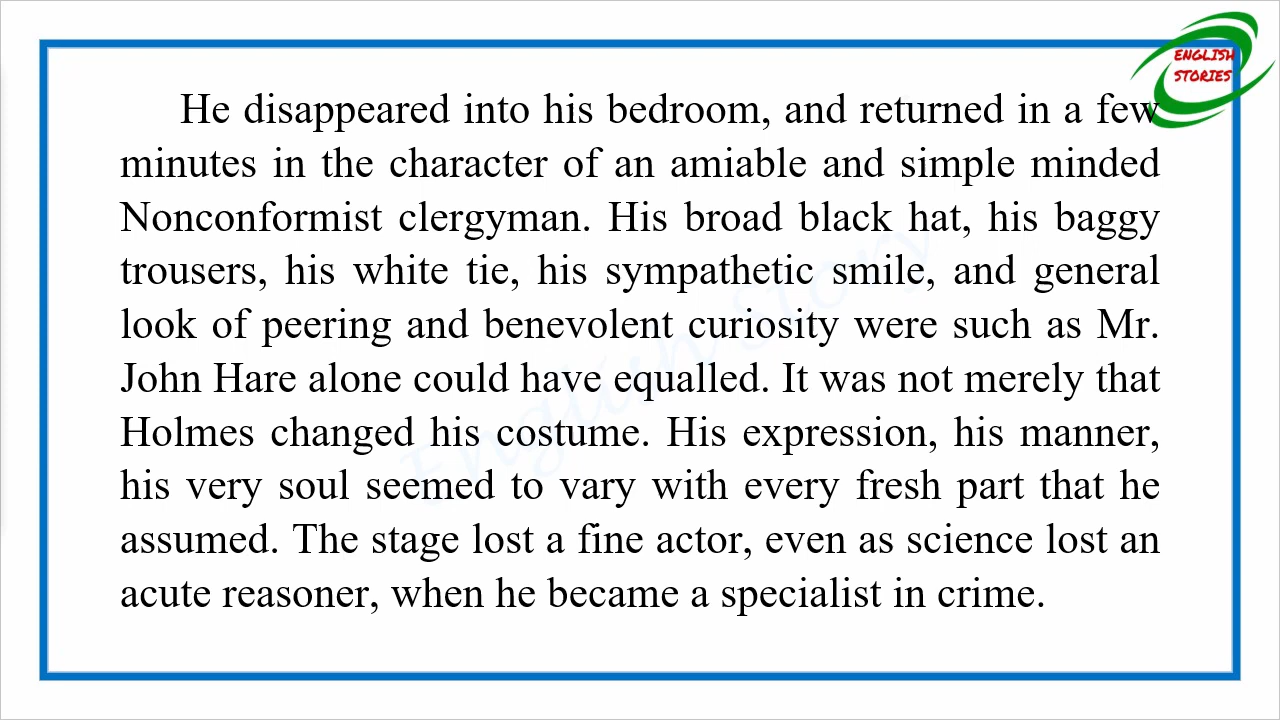 ENGLISH
STORIES
He disappeared into his bedroom, and returned in a few
minutes in the character of an amiable and simple minded
Nonconformist clergyman. His broad black hat, his baggy
trousers, his white tie, his sympathetic smile, and general
look of peering and benevolent curiosity were such as Mr.
John Hare alone could have equalled. It was not merely that
Holmes changed his costume. His expression, his manner,
his very soul seemed to vary with every fresh part that he
assumed. The stage lost a fine actor, even as science lost an
acute reasoner, when he became a specialist in crime.
English Story